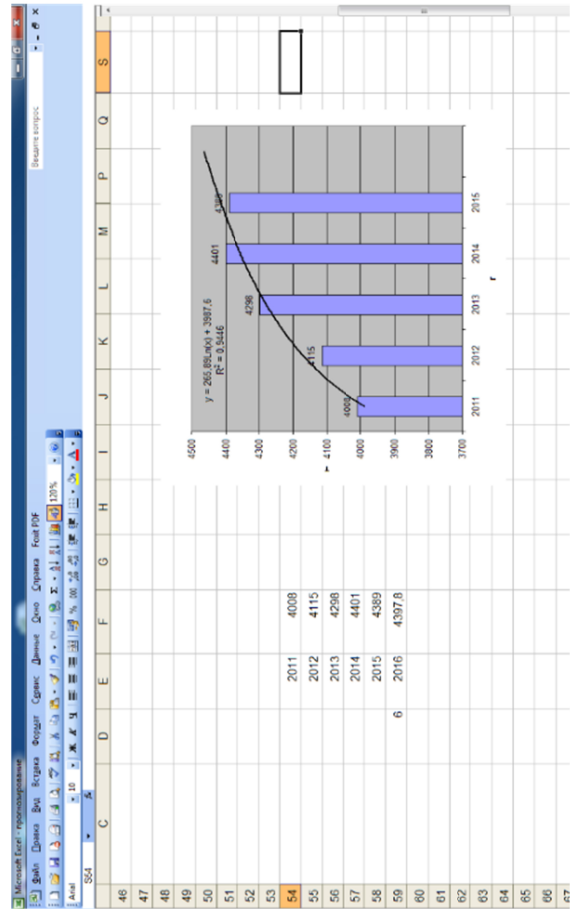 Microsoft Excel - прогнозирование
Файл Правка Вид Вставка Формат Сервис Данные Окно Справка Foxit PDF
Введите вопрос
120%
Arial 10 Ж К Ч % 000
S54 fx
C D E F G H I J K L M P Q S
46
47
48
49
50
51
52
53
54 2011 4008
55 2012 4115
56 2013 4298
57 2014 4401
58 2015 4389
59 6 2016 4397,8
60
61
62
63
64
65
66
67
y = 265,89Ln(x) + 3987,6
R² = 0,9446
4500
4400
4300
4200
4100
4000
3900
3800
3700
4008 4115 4298 4401 4389
2011 2012 2013 2014 2015
г